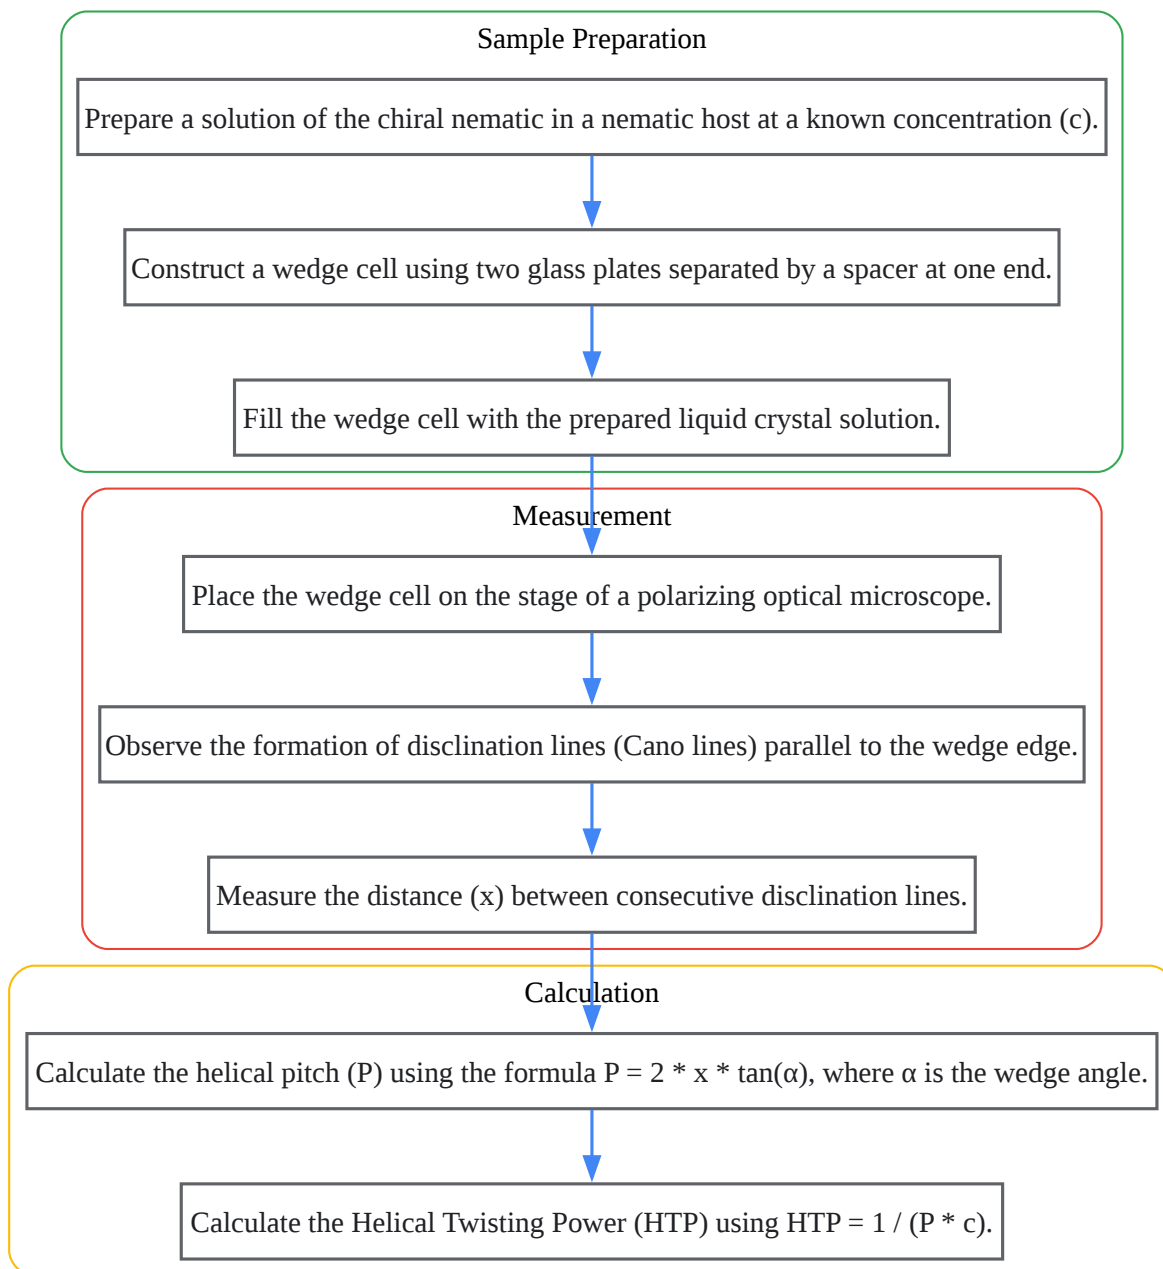 Sample Preparation
Prepare a solution of the chiral nematic in a nematic host at a known concentration (c).
Construct a wedge cell using two glass plates separated by a spacer at one end.
Fill the wedge cell with the prepared liquid crystal solution.
Measurement
Place the wedge cell on the stage of a polarizing optical microscope.
Observe the formation of disclination lines (Cano lines) parallel to the wedge edge.
Measure the distance (x) between consecutive disclination lines.
Calculation
Calculate the helical pitch (P) using the formula P = 2 * x * tan(α), where α is the wedge angle.
Calculate the Helical Twisting Power (HTP) using HTP = 1 / (P * c).